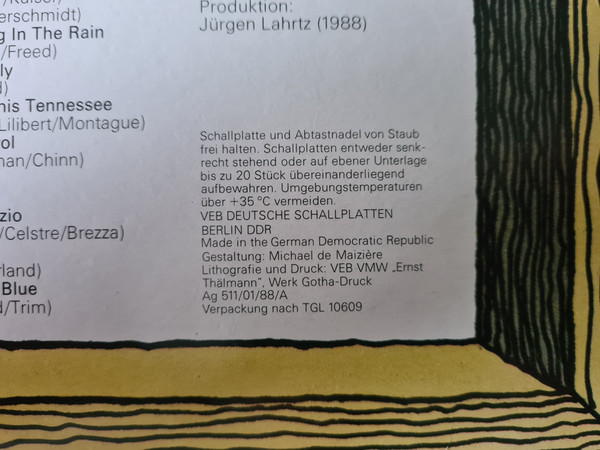 erschmidt)
g In The Rain
/Freed)
ly
nis Tennessee
Lilibert/Montague)
ol
nan/Chinn)
zio
/Celstre/Brezza)
rland)
Blue
d/Trim)
Produktion:
Jürgen Lahrtz (1988)
Schallplatte und Abtastnadel von Staub
frei halten. Schallplatten entweder senk-
recht stehend oder auf ebener Unterlage
bis zu 20 Stück übereinanderliegend
aufbewahren. Umgebungstemperaturen
über +35 °C vermeiden.
VEB DEUTSCHE SCHALLPLATTEN
BERLIN DDR
Made in the German Democratic Republic
Gestaltung: Michael de Maizière
Lithografie und Druck: VEB VMW „Ernst
Thälmann", Werk Gotha-Druck
Ag 511/01/88/A
Verpackung nach TGL 10609